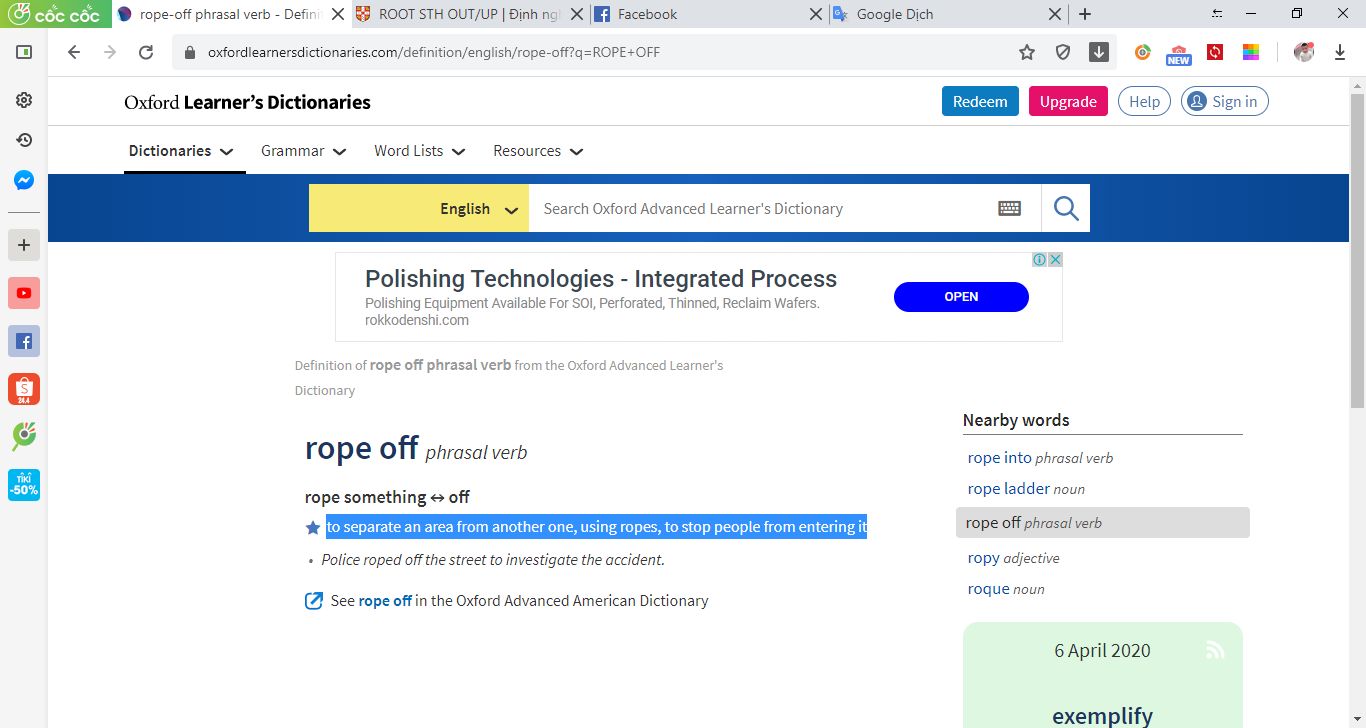 cốc cốc
rope-off phrasal verb - Defini
ROOT STH OUT/UP | Định ng
Facebook
Google Dịch
oxfordlearnersdictionaries.com/definition/english/rope-off?q=ROPE+OFF
NEW
Oxford Learner's Dictionaries
Redeem
Upgrade
Help
Sign in
Dictionaries
Grammar
Word Lists
Resources
English
Search Oxford Advanced Learner's Dictionary
Polishing Technologies - Integrated Process
Polishing Equipment Available For SOI, Perforated, Thinned, Reclaim Wafers.
rokkodenshi.com
OPEN
Definition of rope off phrasal verb from the Oxford Advanced Learner's
Dictionary
rope off phrasal verb
rope something ↔ off
to separate an area from another one, using ropes, to stop people from entering it
• Police roped off the street to investigate the accident.
See rope off in the Oxford Advanced American Dictionary
Nearby words
rope into phrasal verb
rope ladder noun
rope off phrasal verb
ropy adjective
roque noun
6 April 2020
exemplify
24.4
TIKI
-50%